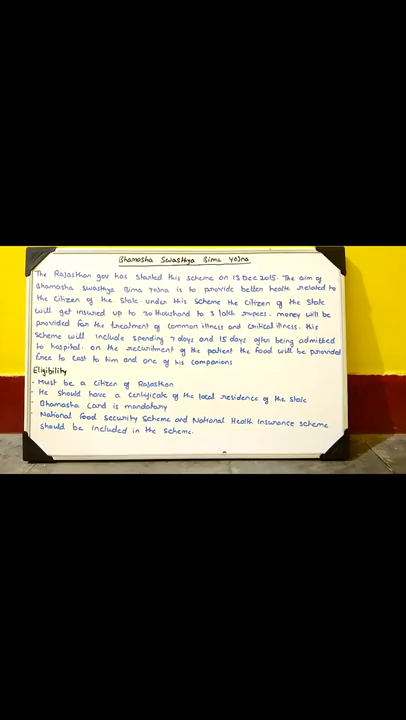 Bhamasha Swasthya Bima Yojna
The Rajasthan gov has started this scheme on 13 Dec 2015. The aim of
Bhamasha swasthya Bima Yojna is to provide better health related to
the Citizen of the State. under this scheme the citizen of the State
will get insured up to 30 thousand to 3 lakh rupees. money will be
provided for the treatment of common illness and critical illness. this
scheme will include spending 7 days and 15 days after being admitted
to hospital. on the recuritment of the patient the food will be provided
free to cost to him and one of his companions
Eligibility
- Must be a citizen of Rajasthan
- He should have a certificate of the local residence of the State
- Bhamasha card is mandatory
- National food security scheme and National Health Insurance scheme
should be included in the scheme.